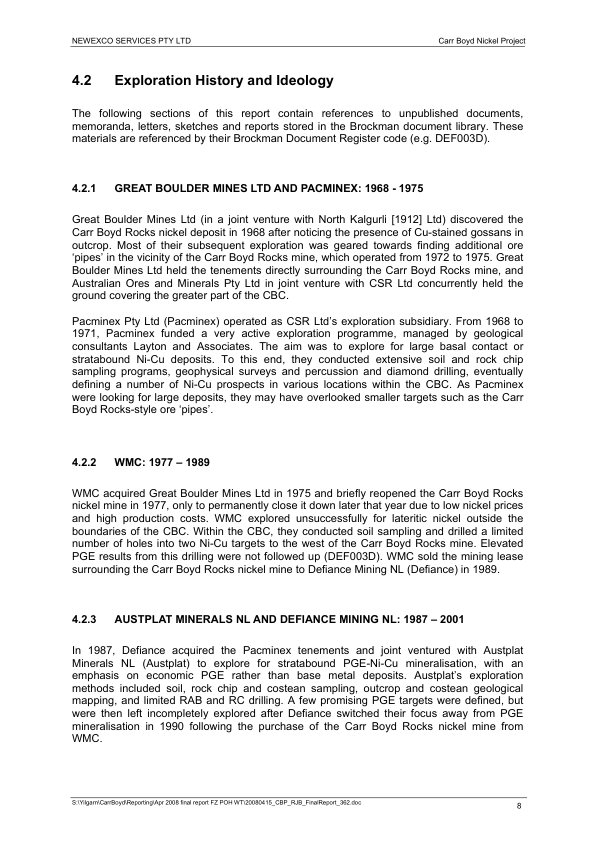 NEWEXCO SERVICES PTY LTD Carr Boyd Nickel Project
4.2 Exploration History and Ideology
The following sections of this report contain references to unpublished documents,
memoranda, letters, sketches and reports stored in the Brockman document library. These
materials are referenced by their Brockman Document Register code (e.g. DEF003D).
4.2.1 GREAT BOULDER MINES LTD AND PACMINEX: 1968 - 1975
Great Boulder Mines Ltd (in a joint venture with North Kalgurli [1912] Ltd) discovered the
Carr Boyd Rocks nickel deposit in 1968 after noticing the presence of Cu-stained gossans in
outcrop. Most of their subsequent exploration was geared towards finding additional ore
‘pipes’ in the vicinity of the Carr Boyd Rocks mine, which operated from 1972 to 1975. Great
Boulder Mines Ltd held the tenements directly surrounding the Carr Boyd Rocks mine, and
Australian Ores and Minerals Pty Ltd in joint venture with CSR Ltd concurrently held the
ground covering the greater part of the CBC.
Pacminex Pty Ltd (Pacminex) operated as CSR Ltd’s exploration subsidiary. From 1968 to
1971, Pacminex funded a very active exploration programme, managed by geological
consultants Layton and Associates. The aim was to explore for large basal contact or
stratabound Ni-Cu deposits. To this end, they conducted extensive soil and rock chip
sampling programs, geophysical surveys and percussion and diamond drilling, eventually
defining a number of Ni-Cu prospects in various locations within the CBC. As Pacminex
were looking for large deposits, they may have overlooked smaller targets such as the Carr
Boyd Rocks-style ore ‘pipes’.
4.2.2 WMC: 1977 – 1989
WMC acquired Great Boulder Mines Ltd in 1975 and briefly reopened the Carr Boyd Rocks
nickel mine in 1977, only to permanently close it down later that year due to low nickel prices
and high production costs. WMC explored unsuccessfully for lateritic nickel outside the
boundaries of the CBC. Within the CBC, they conducted soil sampling and drilled a limited
number of holes into two Ni-Cu targets to the west of the Carr Boyd Rocks mine. Elevated
PGE results from this drilling were not followed up (DEF003D). WMC sold the mining lease
surrounding the Carr Boyd Rocks nickel mine to Defiance Mining NL (Defiance) in 1989.
4.2.3 AUSTPLAT MINERALS NL AND DEFIANCE MINING NL: 1987 – 2001
In 1987, Defiance acquired the Pacminex tenements and joint ventured with Austplat
Minerals NL (Austplat) to explore for stratabound PGE-Ni-Cu mineralisation, with an
emphasis on economic PGE rather than base metal deposits. Austplat’s exploration
methods included soil, rock chip and costean sampling, outcrop and costean geological
mapping, and limited RAB and RC drilling. A few promising PGE targets were defined, but
were then left incompletely explored after Defiance switched their focus away from PGE
mineralisation in 1990 following the purchase of the Carr Boyd Rocks nickel mine from
WMC.
S:\Yilgarn\CarrBoyd\Reporting\Apr 2008 final report FZ POH WT\20080415_CBP_RJB_FinalReport_362.doc 8